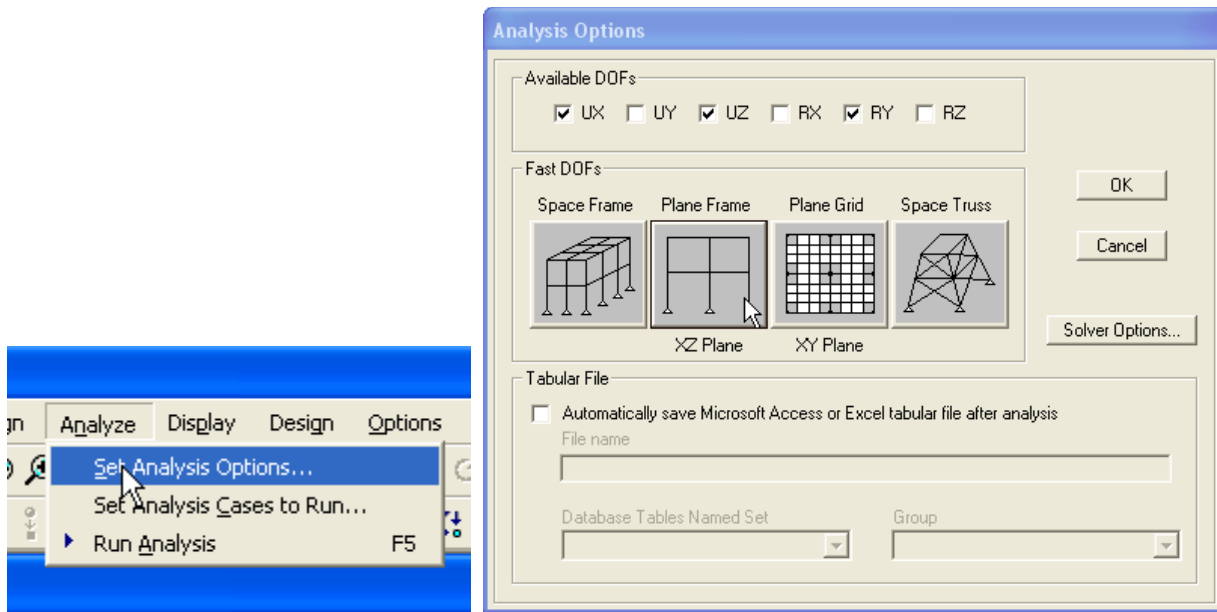 gn Analyze Display Design Options
Set Analysis Options...
Set Analysis Cases to Run...
Run Analysis F5
Analysis Options
Available DOFs
UX UY UZ RX RY RZ
Fast DOFs
Space Frame Plane Frame Plane Grid Space Truss
XZ Plane XY Plane
OK
Cancel
Solver Options...
Tabular File
Automatically save Microsoft Access or Excel tabular file after analysis
File name
Database Tables Named Set Group